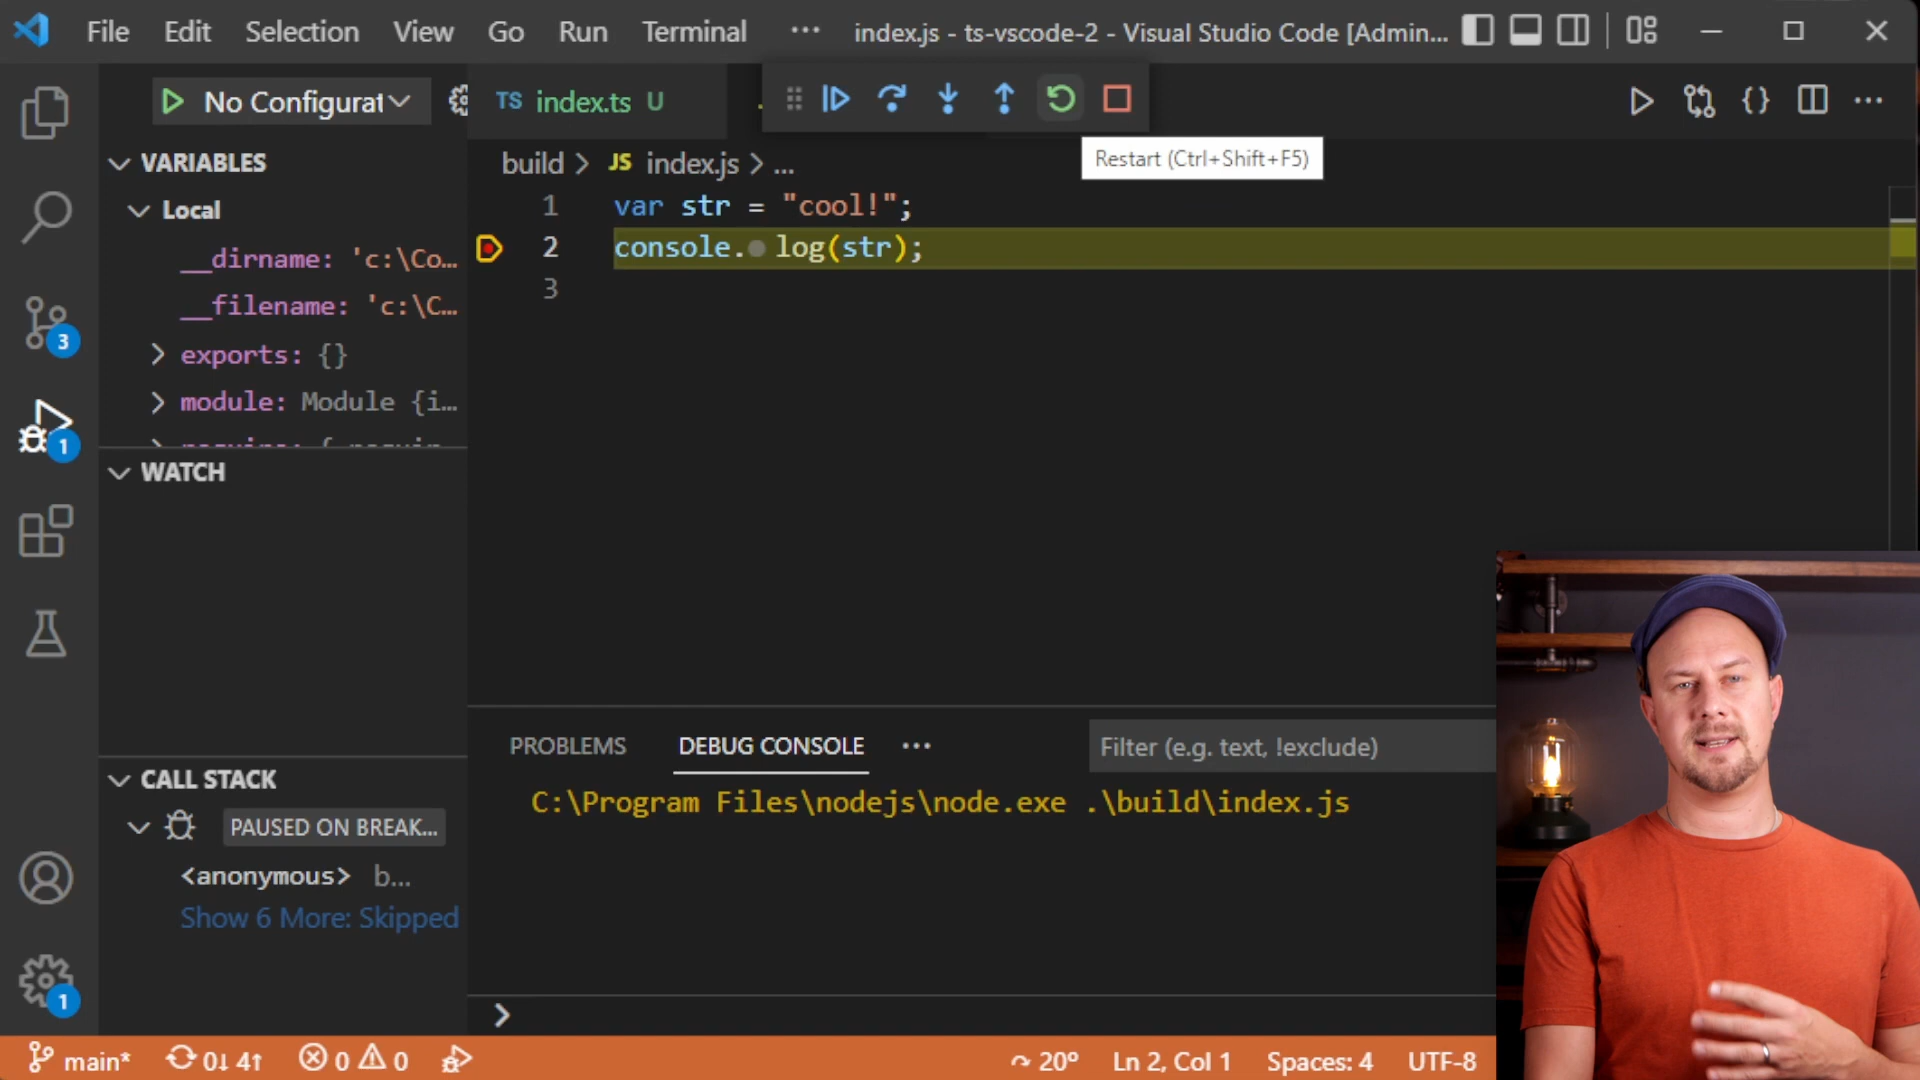 File Edit Selection View Go Run Terminal ··· index.js - ts-vscode-2 - Visual Studio Code [Admin...
No Configurat
TS index.ts U
Restart (Ctrl+Shift+F5)
build > JS index.js > ...
1 var str = "cool!";
2 console.log(str);
3
VARIABLES
Local
__dirname: 'c:\Co...
__filename: 'c:\C...
exports: {}
module: Module {i...
3
1
WATCH
CALL STACK
PAUSED ON BREAK...
<anonymous> b...
Show 6 More: Skipped
1
PROBLEMS DEBUG CONSOLE ··· Filter (e.g. text, !exclude)
C:\Program Files\nodejs\node.exe .\build\index.js
>
main* 0↓ 4↑ 0 0 20° Ln 2, Col 1 Spaces: 4 UTF-8